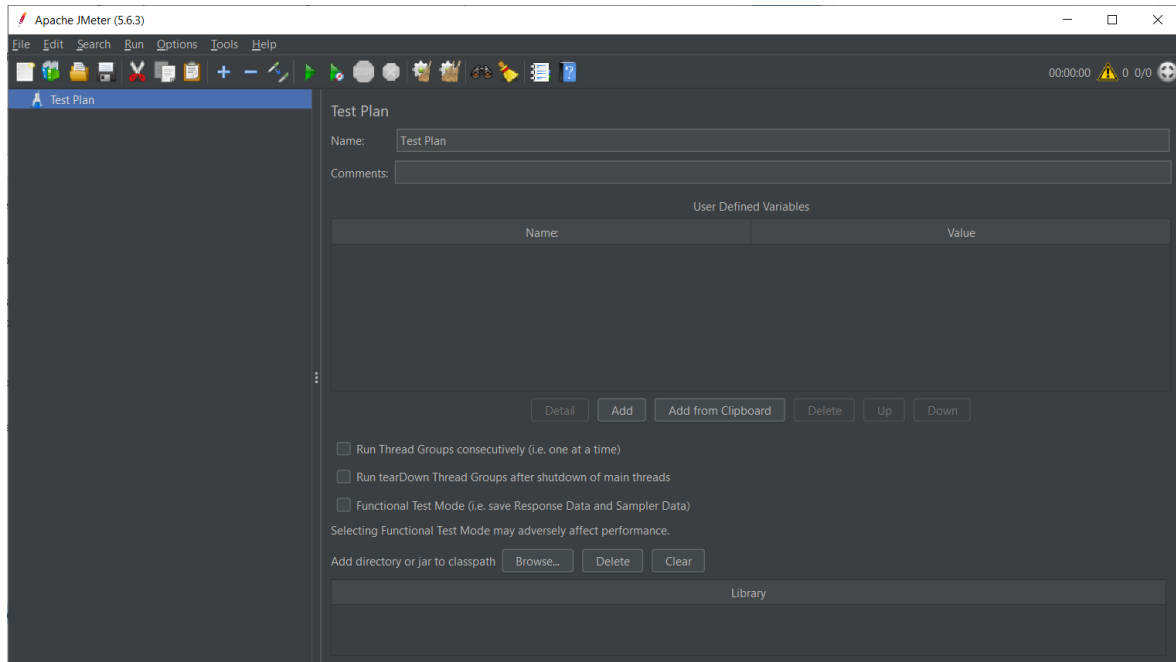 Apache JMeter (5.6.3)
File Edit Search Run Options Tools Help
00:00:00 0 0/0
Test Plan
Test Plan
Name: Test Plan
Comments:
User Defined Variables
Name: Value
Detail Add Add from Clipboard Delete Up Down
Run Thread Groups consecutively (i.e. one at a time)
Run tearDown Thread Groups after shutdown of main threads
Functional Test Mode (i.e. save Response Data and Sampler Data)
Selecting Functional Test Mode may adversely affect performance.
Add directory or jar to classpath Browse... Delete Clear
Library